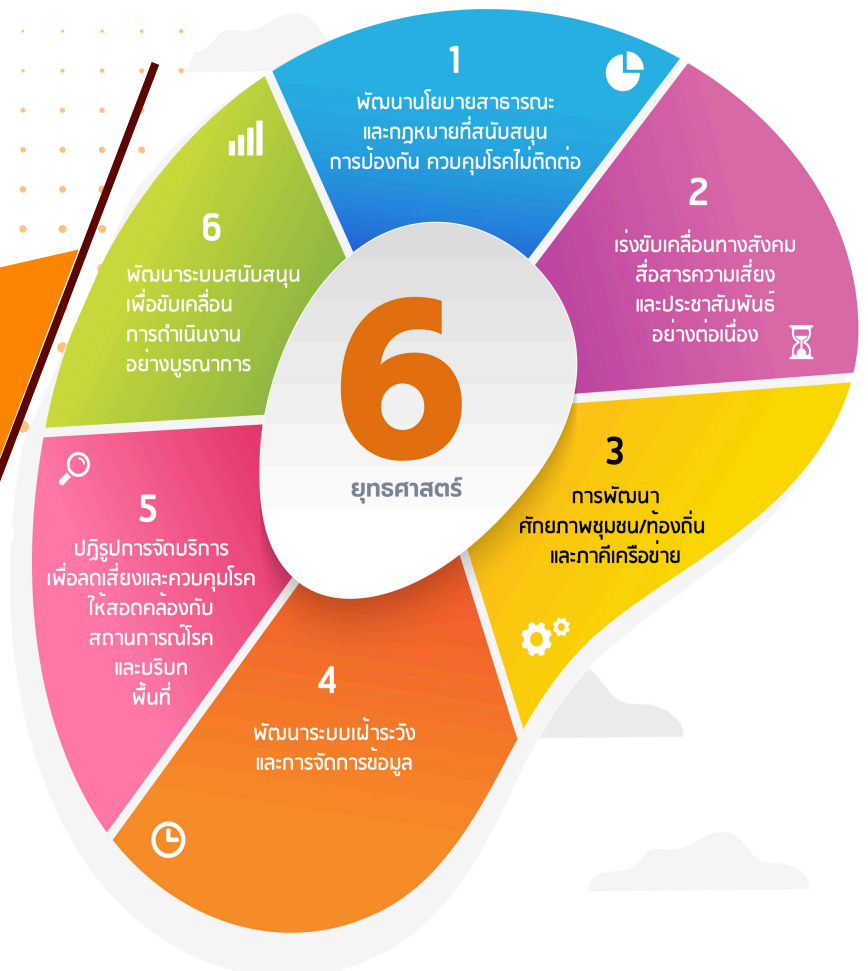 1
พัฒนานโยบายสาธารณะ
และกฎหมายที่สนับสนุน
การป้องกัน ควบคุมโรคไม่ติดต่อ
2
เร่งขับเคลื่อนทางสังคม
สื่อสารความเสี่ยง
และประชาสัมพันธ์
อย่างต่อเนื่อง
3
การพัฒนา
ศักยภาพชุมชน/ท้องถิ่น
และภาคีเครือข่าย
4
พัฒนาระบบเฝ้าระวัง
และการจัดการข้อมูล
5
ปฏิรูปการจัดบริการ
เพื่อลดเสี่ยงและควบคุมโรค
ให้สอดคล้องกับ
สถานการณ์โรค
และบริบท
พื้นที่
6
พัฒนาระบบสนับสนุน
เพื่อขับเคลื่อน
การดำเนินงาน
อย่างบูรณาการ
6
ยุทธศาสตร์